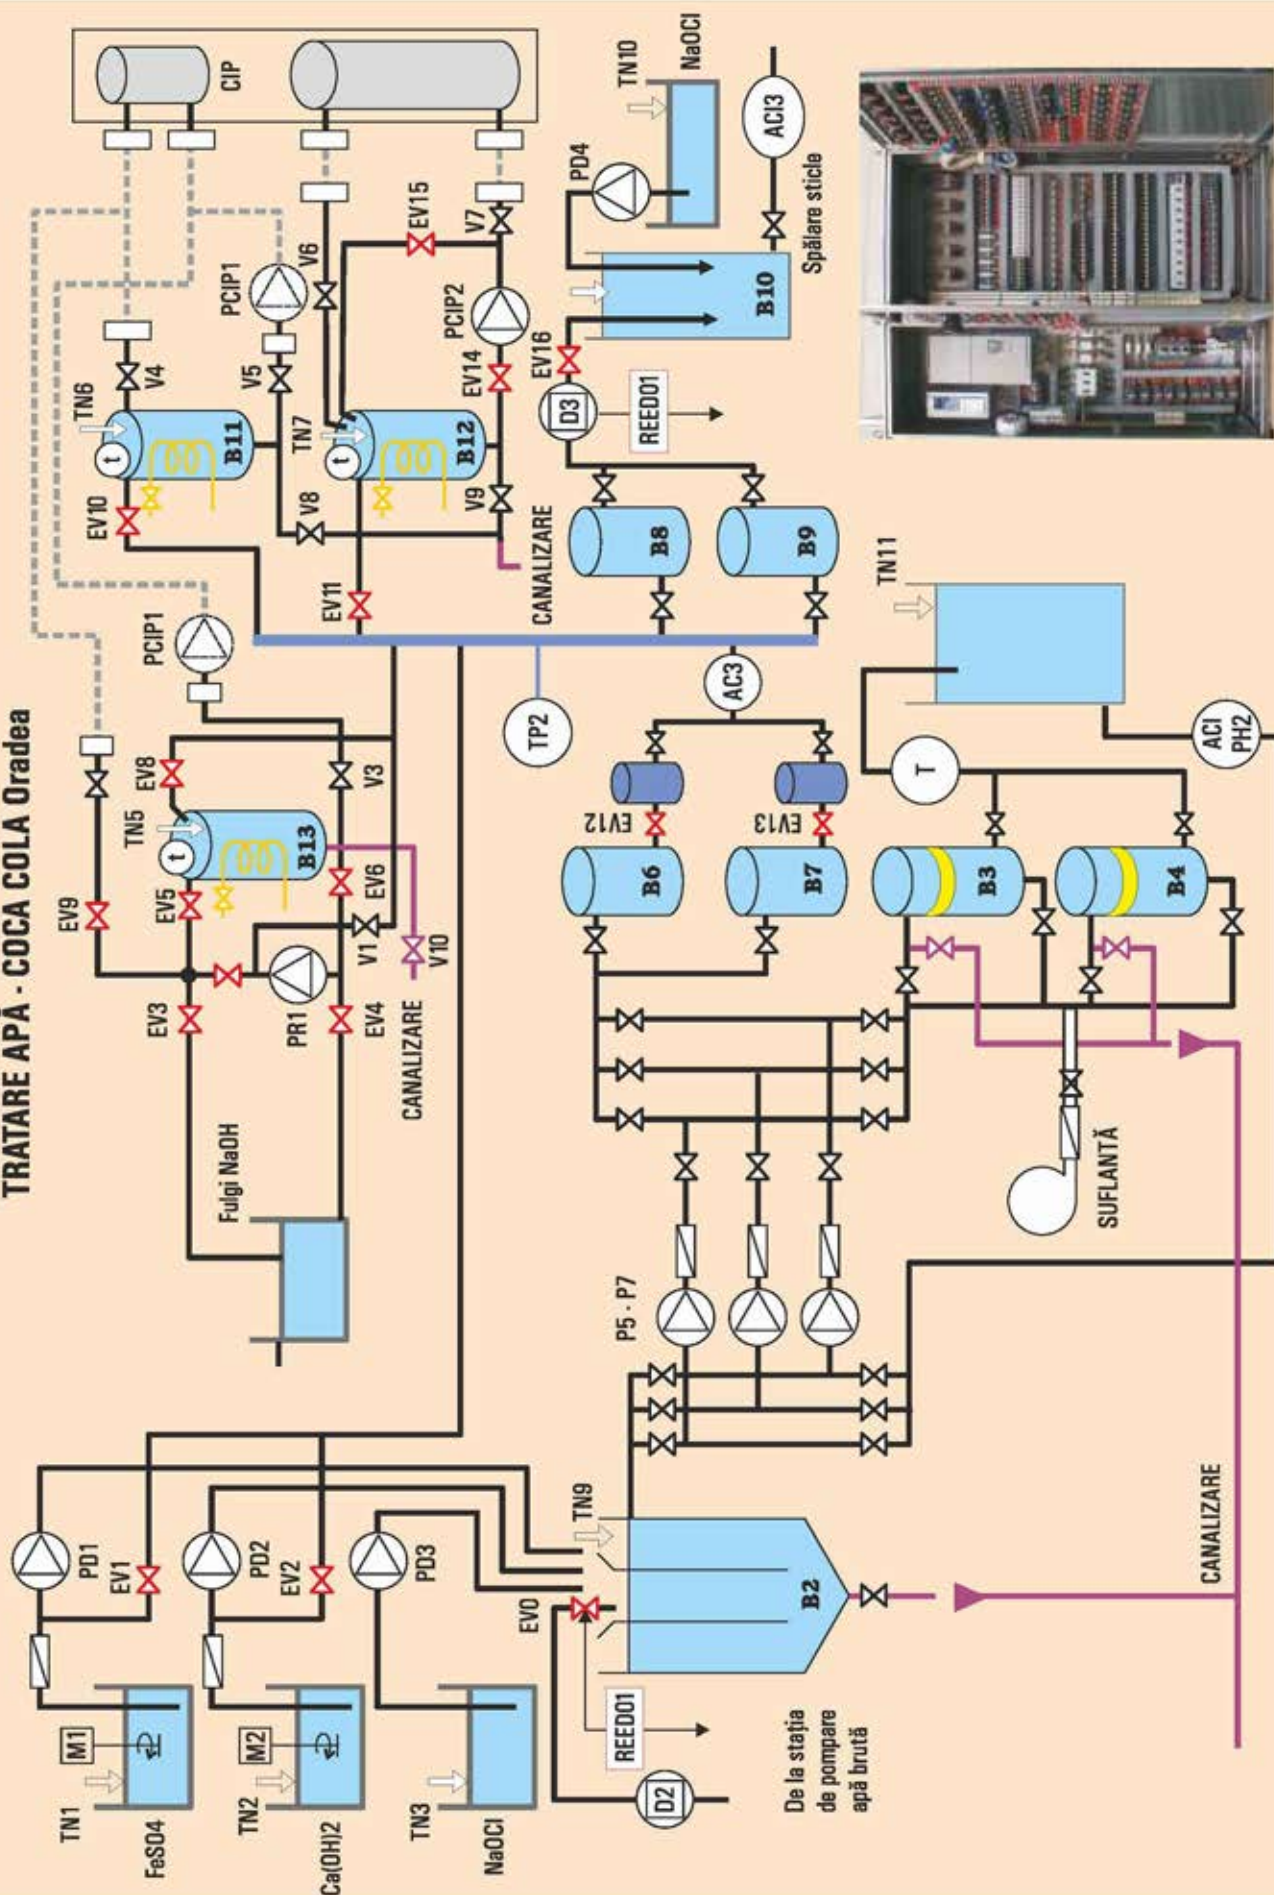 TRATARE APĂ - COCA COLA Oradea
TN1
FeSO4
M1
PD1
EV1
TN2
Ca(OH)2
M2
PD2
EV2
TN3
NaOCl
PD3
EV0
TN9
B2
REED01
D2
De la stația
de pompare
apă brută
CANALIZARE
Fulgi NaOH
EV3
EV9
PR1
EV4
EV5
TN5
t
EV8
B13
EV6
V1
V3
V10
CANALIZARE
PCIP1
P5 - P7
SUFLANTĂ
B6
B7
EV12
EV13
AC3
TP2
B3
B4
T
TN11
ACI
PH2
EV10
TN6
t
B11
V4
V5
PCIP1
CIP
EV11
TN7
t
B12
V6
V7
V8
V9
EV14
EV15
PCIP2
CANALIZARE
B8
B9
D3
REED01
EV16
B10
PD4
TN10
NaOCl
ACI3
Spălare sticle